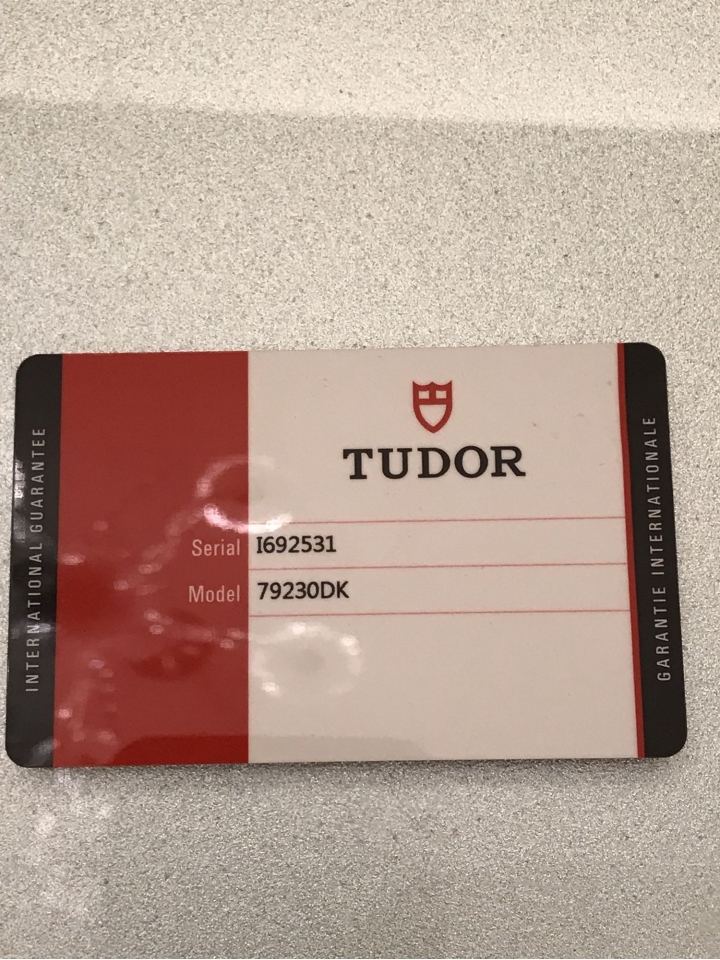 INTERNATIONAL GUARANTEE
TUDOR
Serial I692531
Model 79230DK
GARANTIE INTERNATIONALE